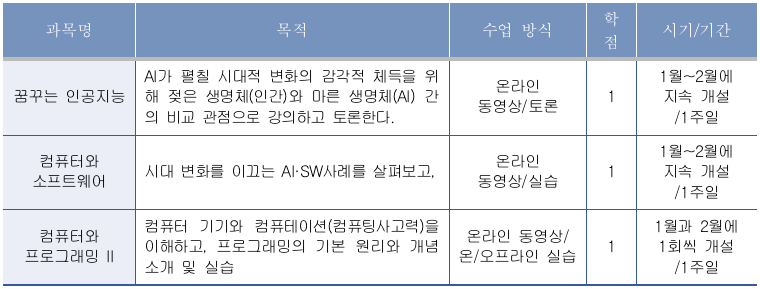 과목명 목적 수업 방식 학점 시기/기간
꿈꾸는 인공지능
AI가 펼칠 시대적 변화의 감각적 체득을 위
해 젖은 생명체(인간)와 마른 생명체(AI) 간
의 비교 관점으로 강의하고 토론한다.
온라인
동영상/토론
1
1월~2월에
지속 개설
/1주일
컴퓨터와
소프트웨어
시대 변화를 이끄는 AI·SW사례를 살펴보고,
온라인
동영상/실습
1
1월~2월에
지속 개설
/1주일
컴퓨터와
프로그래밍 II
컴퓨터 기기와 컴퓨테이션(컴퓨팅사고력)을
이해하고, 프로그래밍의 기본 원리와 개념
소개 및 실습
온라인 동영상/
온/오프라인 실습
1
1월과 2월에
1회씩 개설
/1주일